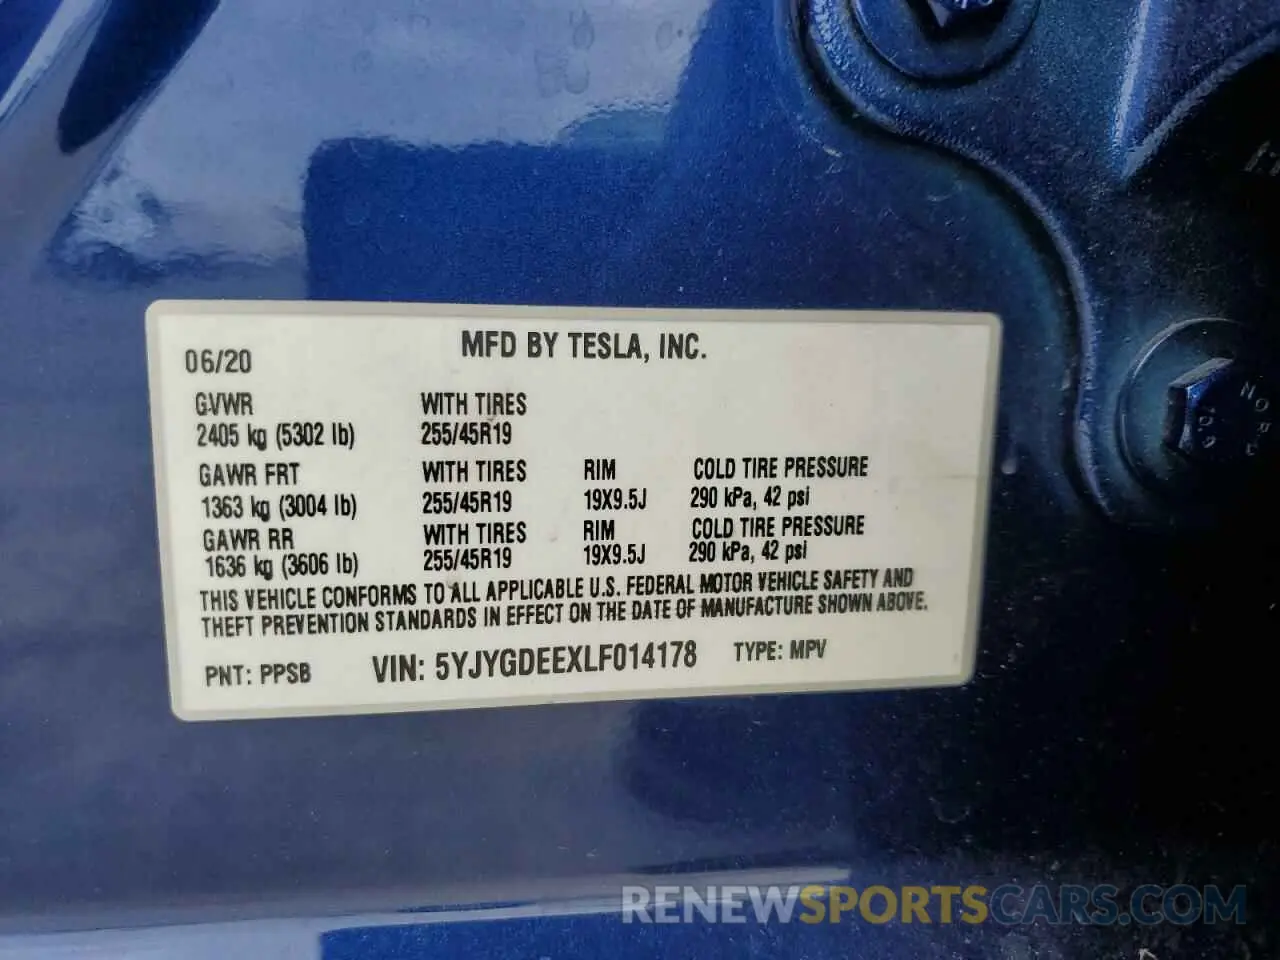 MFD BY TESLA, INC.
06/20
GVWR WITH TIRES
2405 kg (5302 lb) 255/45R19
GAWR FRT WITH TIRES RIM COLD TIRE PRESSURE
1363 kg (3004 lb) 255/45R19 19X9.5J 290 kPa, 42 psi
GAWR RR WITH TIRES RIM COLD TIRE PRESSURE
1636 kg (3606 lb) 255/45R19 19X9.5J 290 kPa, 42 psi
THIS VEHICLE CONFORMS TO ALL APPLICABLE U.S. FEDERAL MOTOR VEHICLE SAFETY AND
THEFT PREVENTION STANDARDS IN EFFECT ON THE DATE OF MANUFACTURE SHOWN ABOVE.
PNT: PPSB VIN: 5YJYGDEEXLF014178 TYPE: MPV
RENEWSPORTSCARS.COM